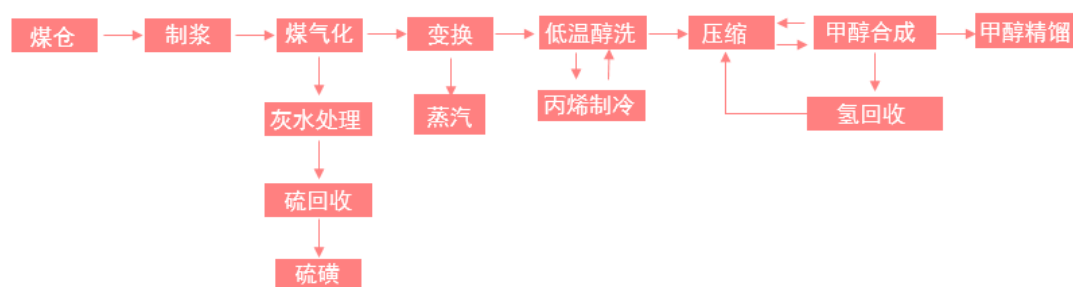 煤仓
制浆
煤气化
变换
低温醇洗
压缩
甲醇合成
甲醇精馏
灰水处理
蒸汽
丙烯制冷
氢回收
硫回收
硫磺